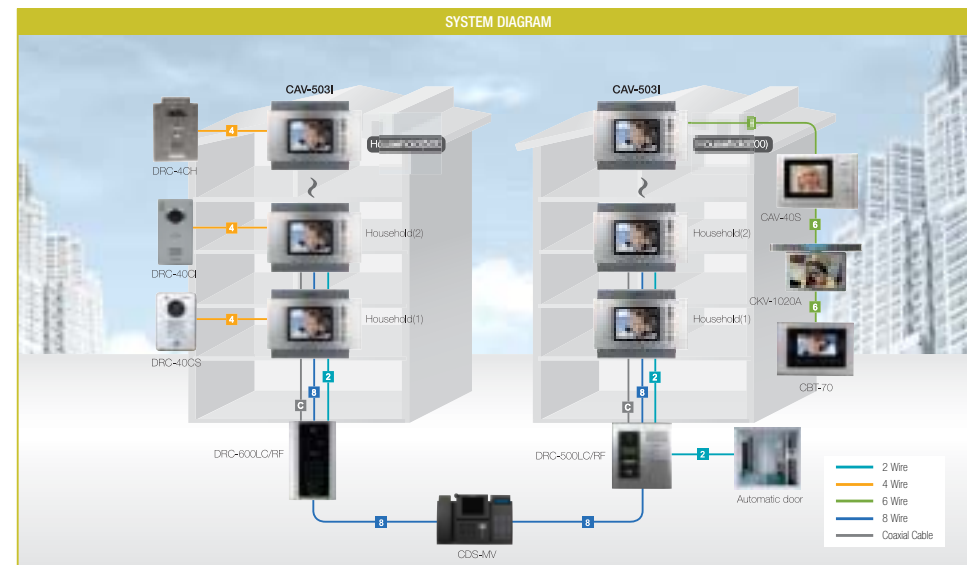 SYSTEM DIAGRAM
CAV-503I
CAV-503I
4
DRC-4CH
CAV-40S
4
Household(2)
Household(2)
6
DRC-40CI
CKV-1020A
4
Household(1)
Household(1)
6
DRC-40CS
CBT-70
2
8
C
2
8
C
DRC-600LC/RF
DRC-500LC/RF
2
Automatic door
8
8
CDS-MV
2 Wire
4 Wire
6 Wire
8 Wire
Coaxial Cable